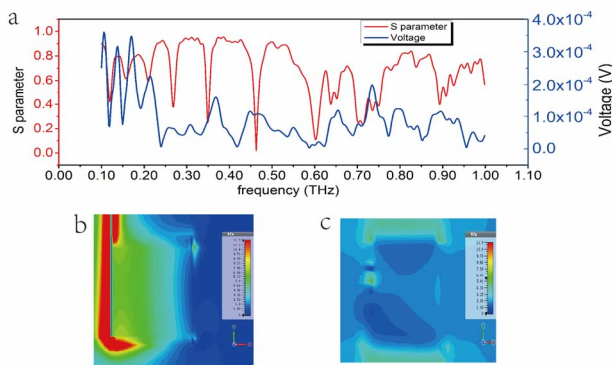 a
S parameter
Voltage
4.0x10⁻⁴
3.0x10⁻⁴
2.0x10⁻⁴
1.0x10⁻⁴
0.0
Voltage (V)
1.0
0.8
0.6
0.4
0.2
0.0
S parameter
0.00 0.10 0.20 0.30 0.40 0.50 0.60 0.70 0.80 0.90 1.00 1.10
frequency (THz)
b
c